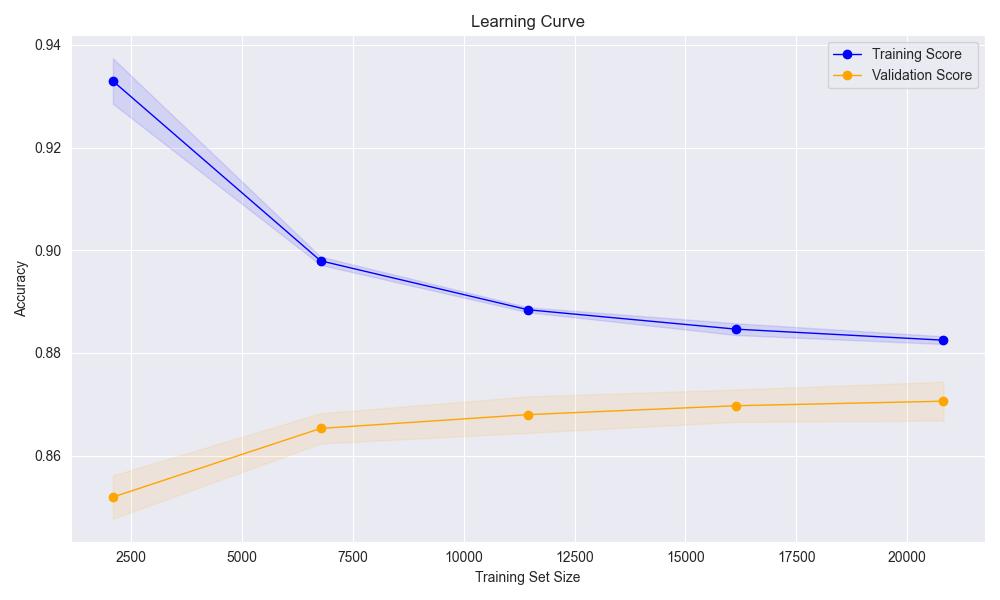 Learning Curve
Training Score
Validation Score
Accuracy
0.94
0.92
0.90
0.88
0.86
2500 5000 7500 10000 12500 15000 17500 20000
Training Set Size